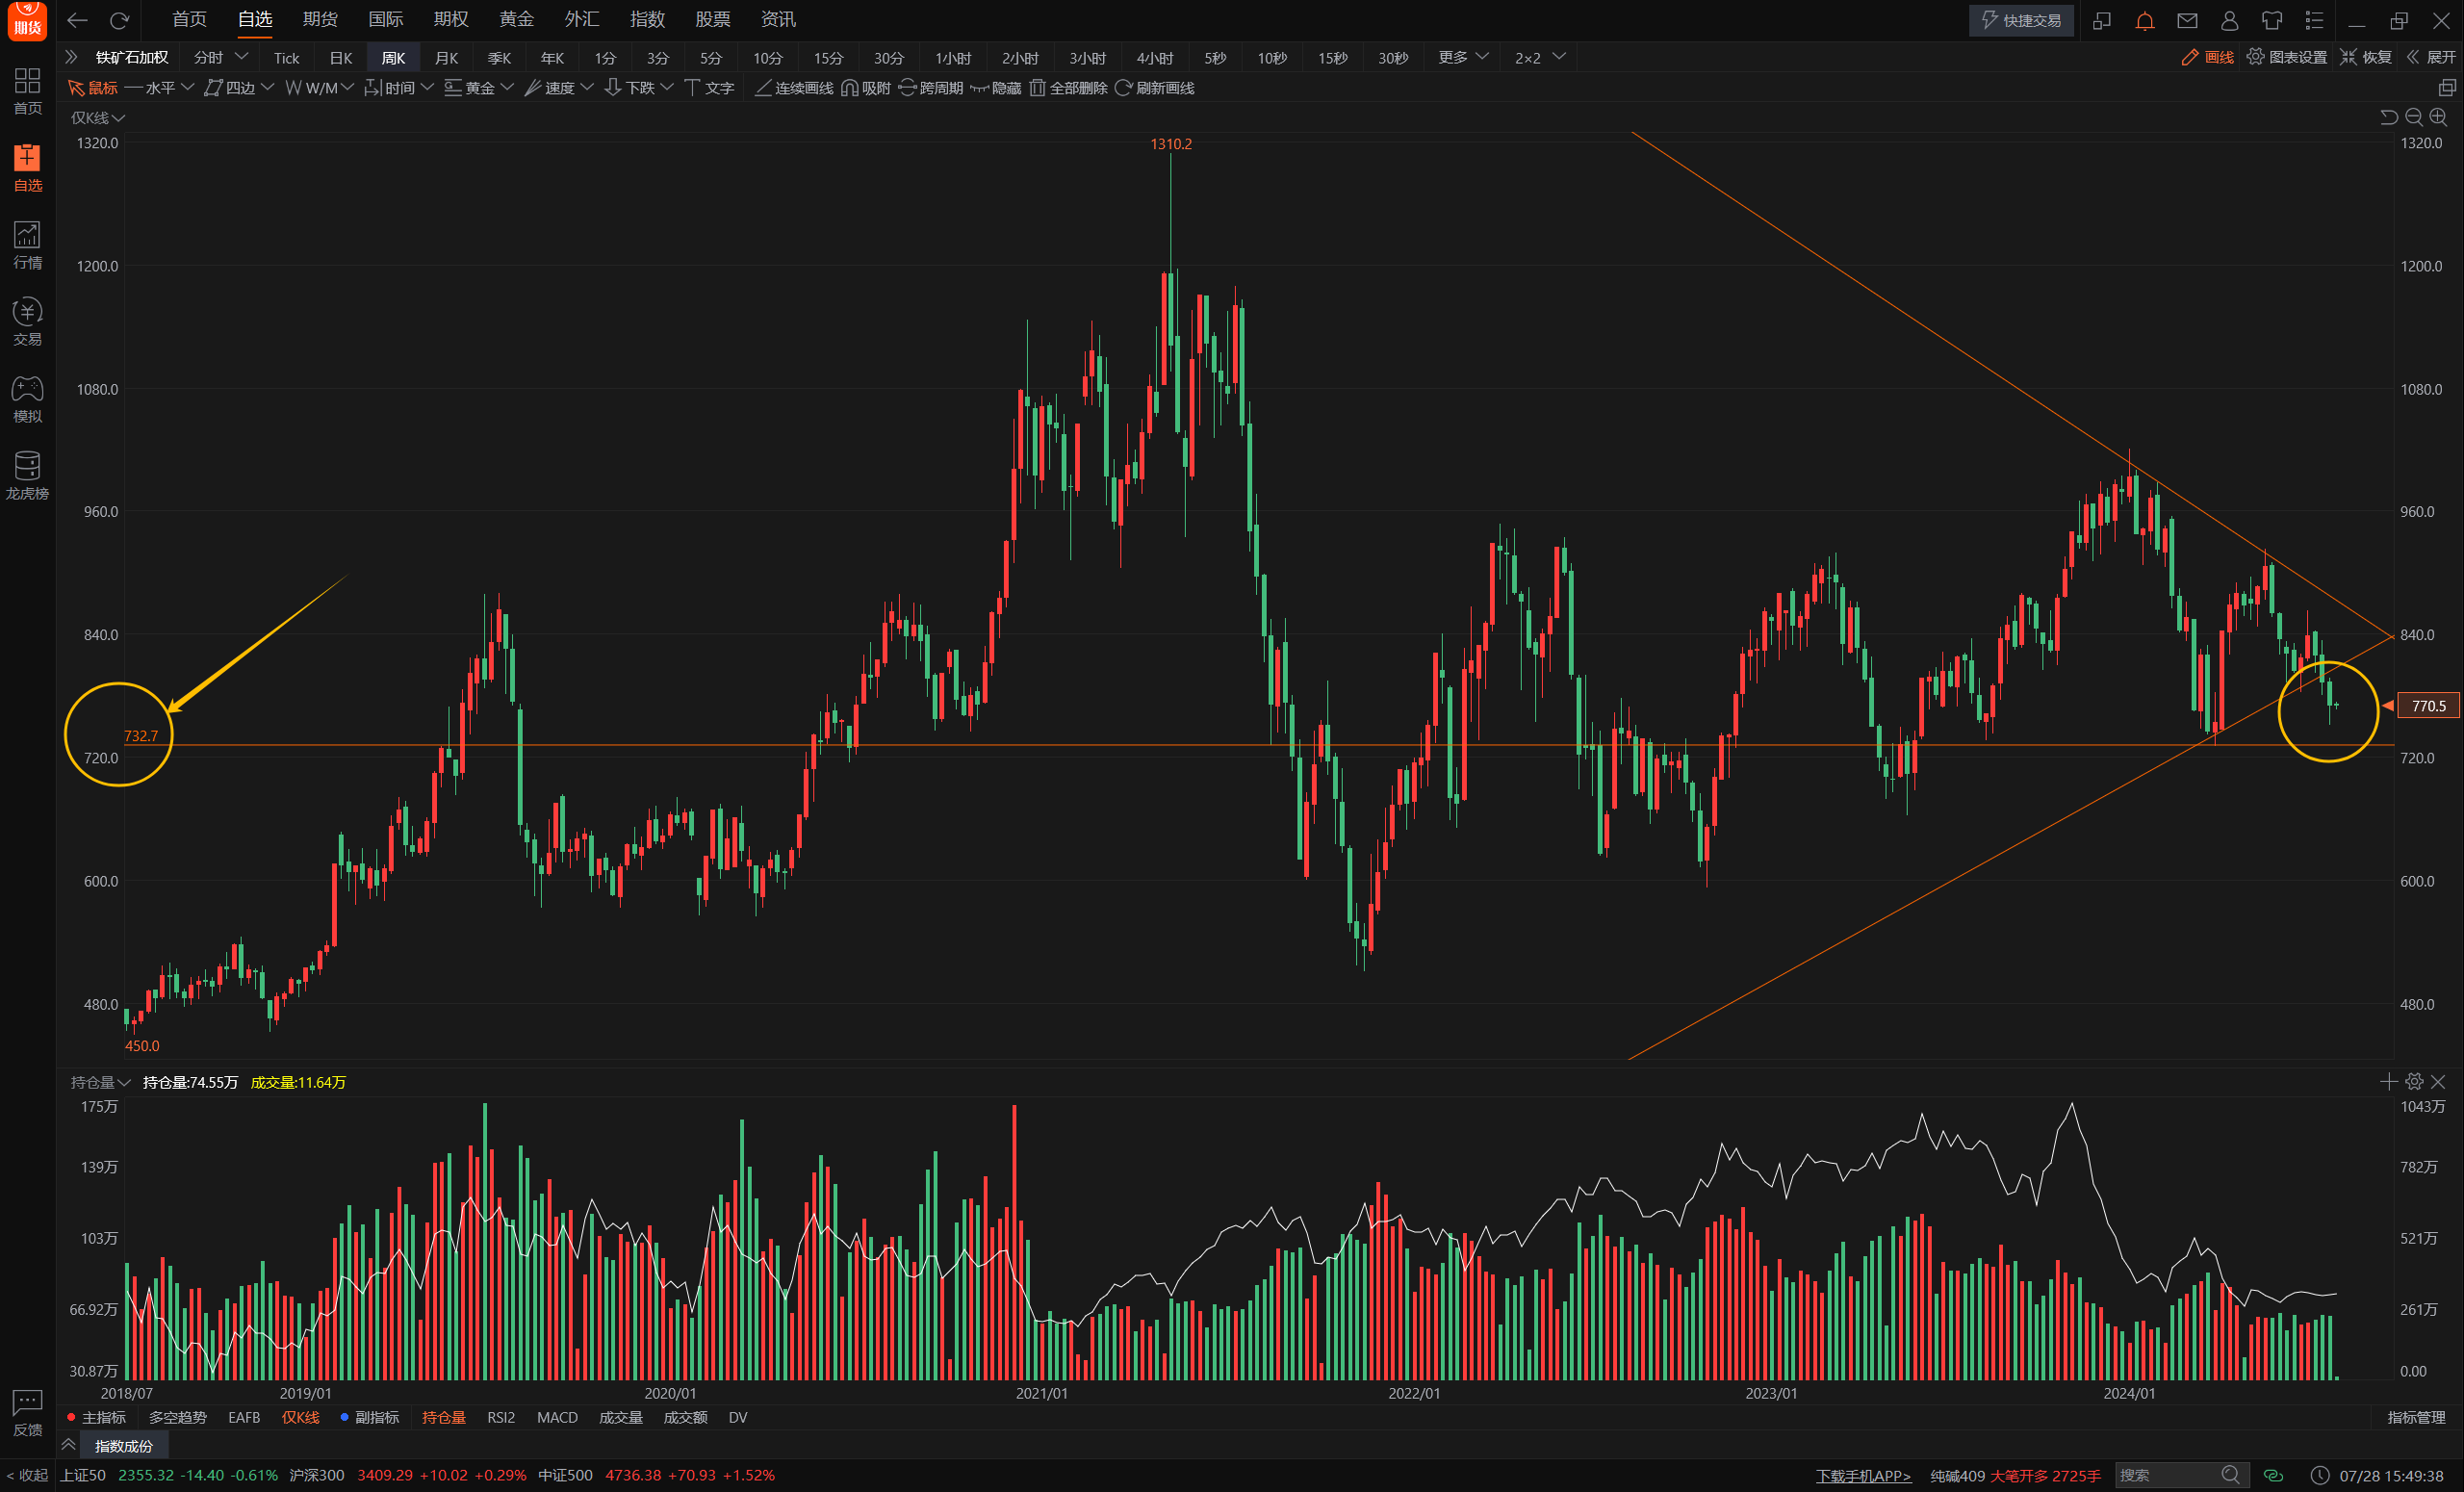 期货 首页 自选 期货 国际 期权 黄金 外汇 指数 股票 资讯 快捷交易
铁矿石加权 分时 Tick 日K 周K 月K 季K 年K 1分 3分 5分 10分 15分 30分 1小时 2小时 3小时 4小时 5秒 10秒 15秒 30秒 更多 2×2 画线 图表设置 恢复 展开
鼠标 水平 四边 W/M 时间 黄金 速度 下跌 文字 连续画线 吸附 跨周期 隐藏 全部删除 刷新画线
首页
自选
行情
交易
模拟
龙虎榜
反馈
仅K线
1320.0 1310.2 1320.0
1200.0 1200.0
1080.0 1080.0
960.0 960.0
840.0 840.0
770.5
732.7
720.0 720.0
600.0 600.0
480.0 480.0
450.0
持仓量 持仓量:74.55万 成交量:11.64万
175万 1043万
139万 782万
103万 521万
66.92万 261万
30.87万 0.00
2018/07 2019/01 2020/01 2021/01 2022/01 2023/01 2024/01
主指标 多空趋势 EAFB 仅K线 副指标 持仓量 RSI2 MACD 成交量 成交额 DV 指标管理
指数成份
< 收起 上证50 2355.32 -14.40 -0.61% 沪深300 3409.29 +10.02 +0.29% 中证500 4736.38 +70.93 +1.52% 下载手机APP> 纯碱409 大笔开多 2725手 搜索 07/28 15:49:38